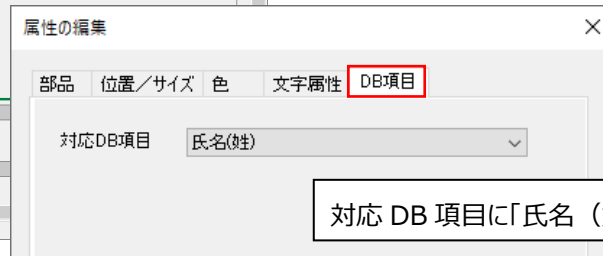 属性の編集
部品 位置／サイズ 色 文字属性 DB項目
対応DB項目 氏名(姓)
対応 DB 項目に「氏名（